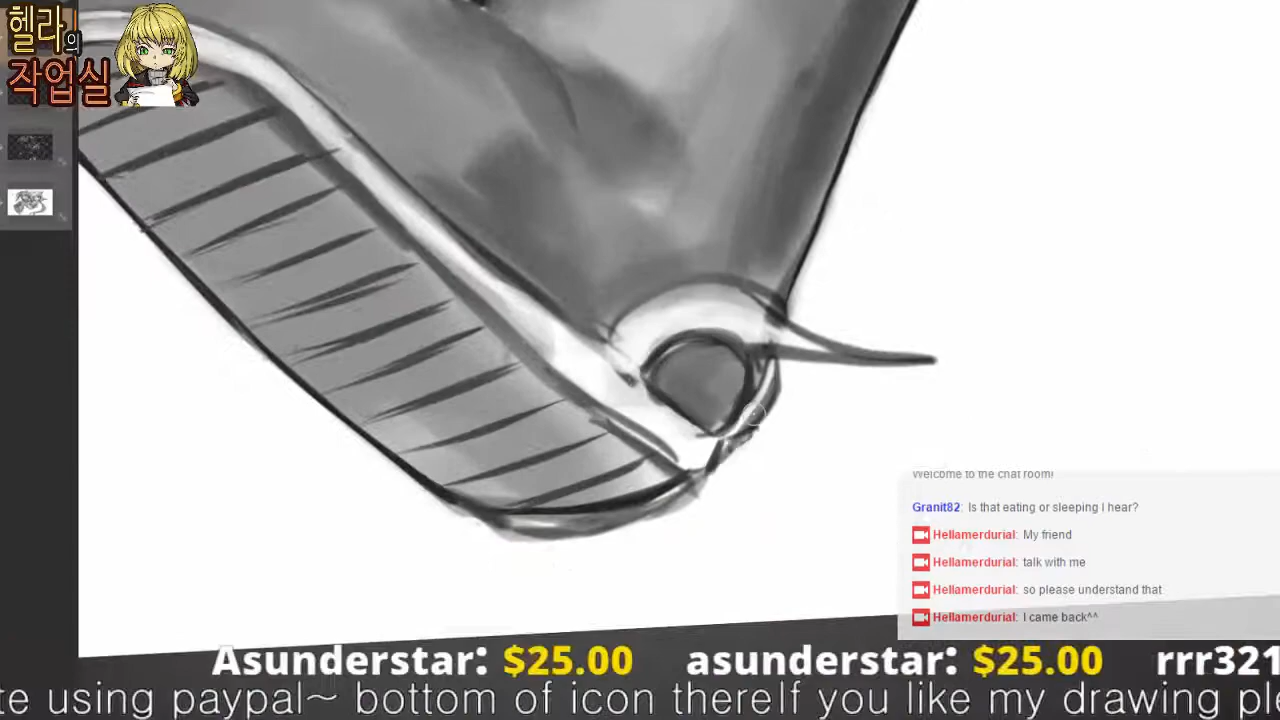 헬라의
작업실
Welcome to the chat room!
Granit82: Is that eating or sleeping I hear?
Hellamerdurial: My friend
Hellamerdurial: talk with me
Hellamerdurial: so please understand that
Hellamerdurial: I came back^^
Asunderstar: $25.00 asunderstar: $25.00 rrr321
te using paypal~ bottom of icon thereIf you like my drawing ple